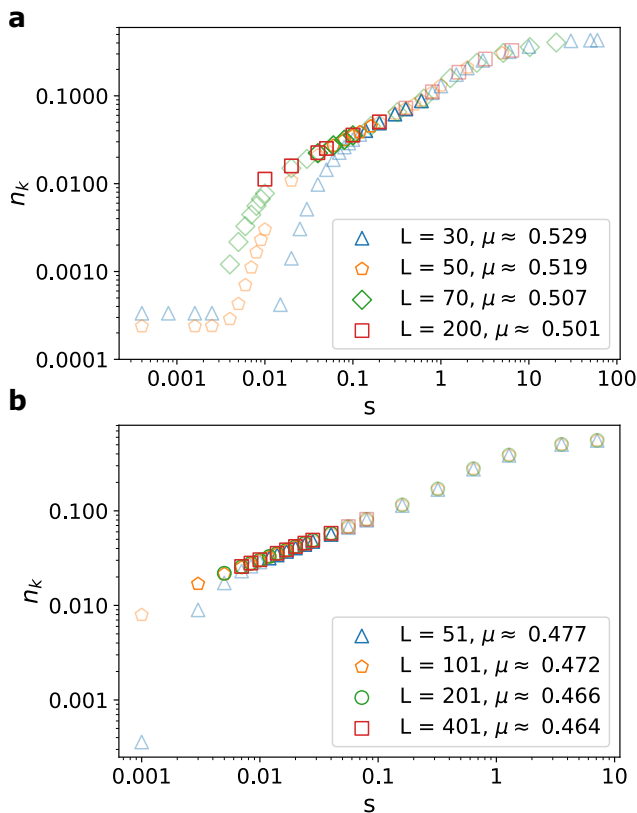 a
0.1000
0.0100
0.0010
0.0001
n_k
0.001 0.01 0.1 1 10 100
s
L = 30, μ ≈ 0.529
L = 50, μ ≈ 0.519
L = 70, μ ≈ 0.507
L = 200, μ ≈ 0.501
b
0.100
0.010
0.001
n_k
0.001 0.01 0.1 1 10
s
L = 51, μ ≈ 0.477
L = 101, μ ≈ 0.472
L = 201, μ ≈ 0.466
L = 401, μ ≈ 0.464